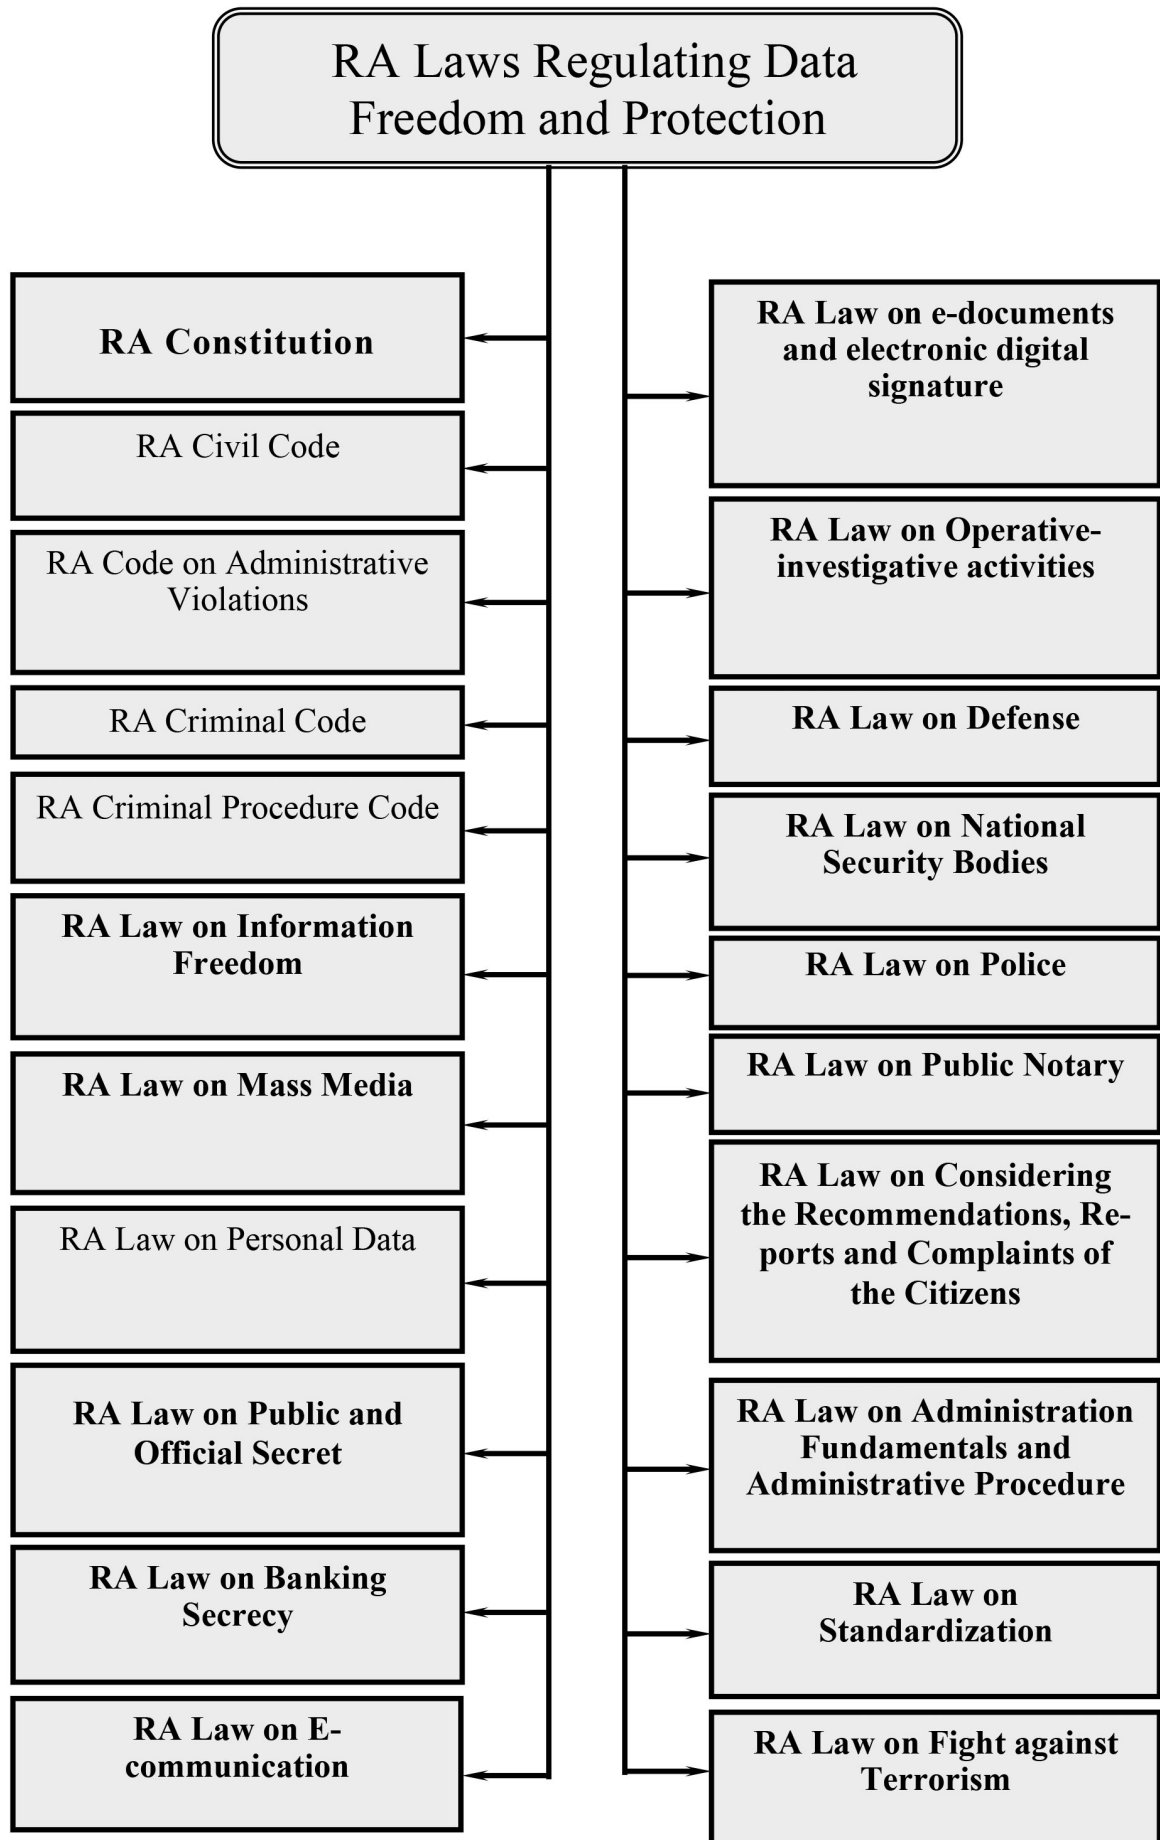 RA Laws Regulating Data
Freedom and Protection
RA Constitution
RA Civil Code
RA Code on Administrative
Violations
RA Criminal Code
RA Criminal Procedure Code
RA Law on Information
Freedom
RA Law on Mass Media
RA Law on Personal Data
RA Law on Public and
Official Secret
RA Law on Banking
Secrecy
RA Law on E-
communication
RA Law on e-documents
and electronic digital
signature
RA Law on Operative-
investigative activities
RA Law on Defense
RA Law on National
Security Bodies
RA Law on Police
RA Law on Public Notary
RA Law on Considering
the Recommendations, Re-
ports and Complaints of
the Citizens
RA Law on Administration
Fundamentals and
Administrative Procedure
RA Law on
Standardization
RA Law on Fight against
Terrorism